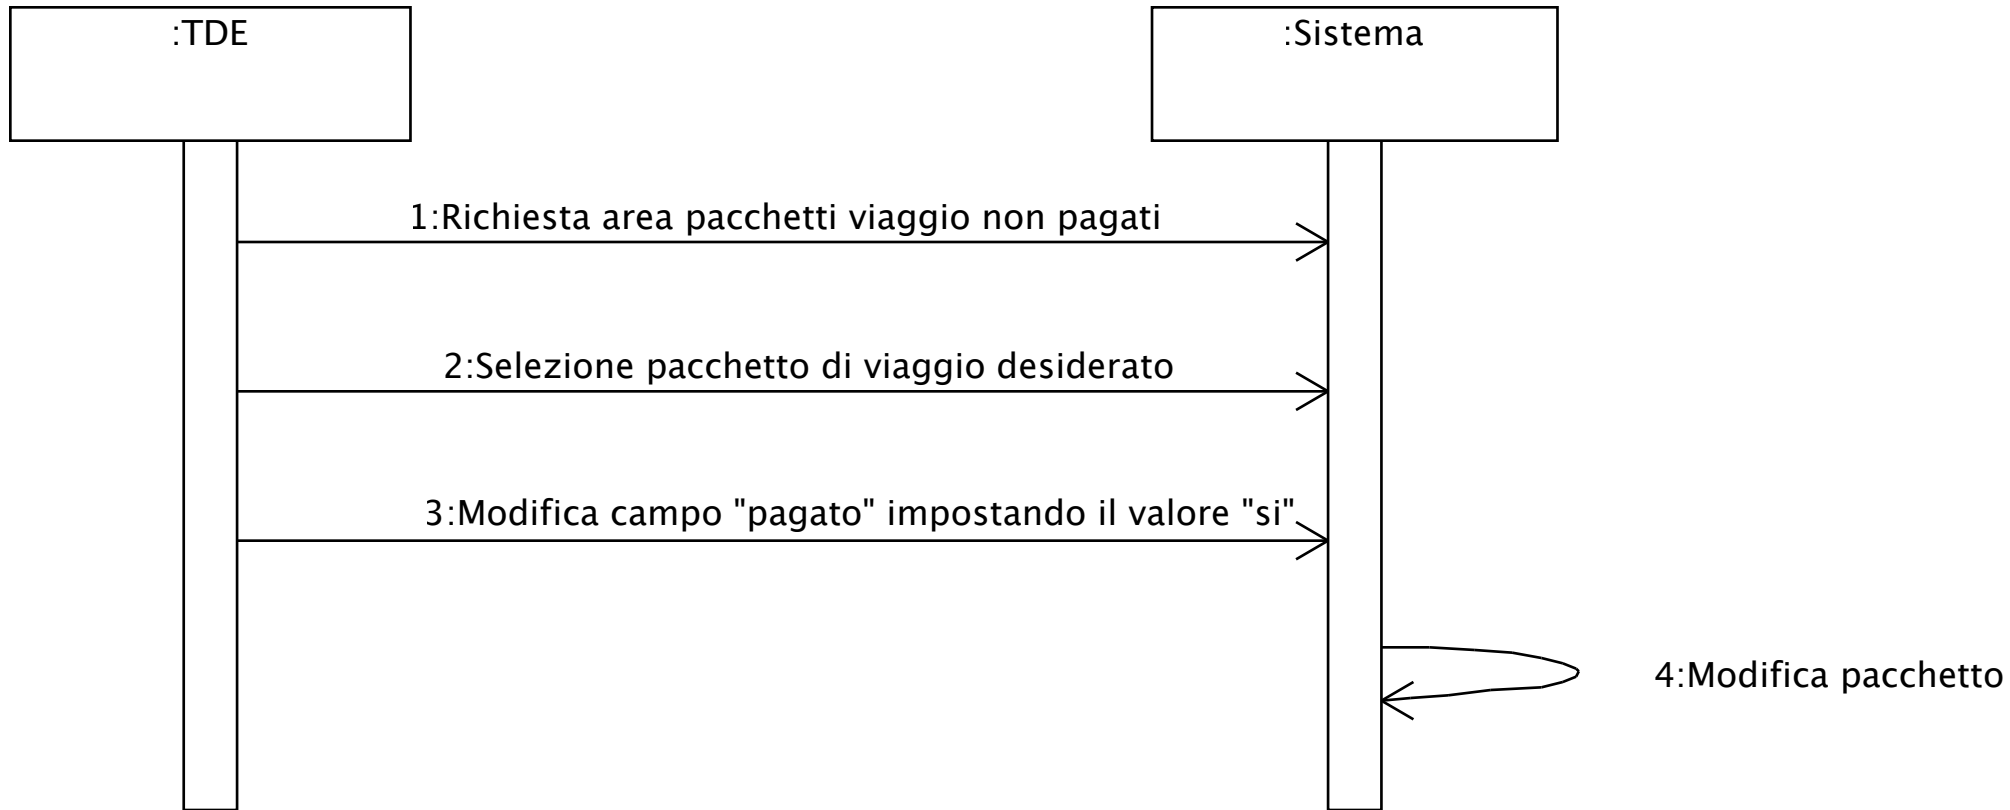 :TDE
:Sistema
1:Richiesta area pacchetti viaggio non pagati
2:Selezione pacchetto di viaggio desiderato
3:Modifica campo "pagato" impostando il valore "si"
4:Modifica pacchetto